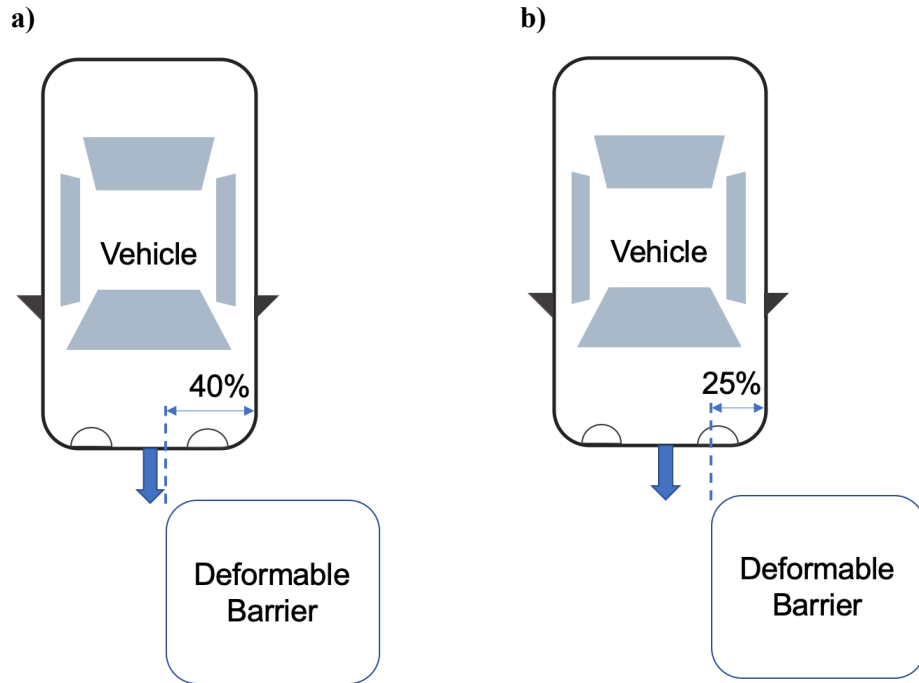 a)
Vehicle
40%
Deformable
Barrier
b)
Vehicle
25%
Deformable
Barrier